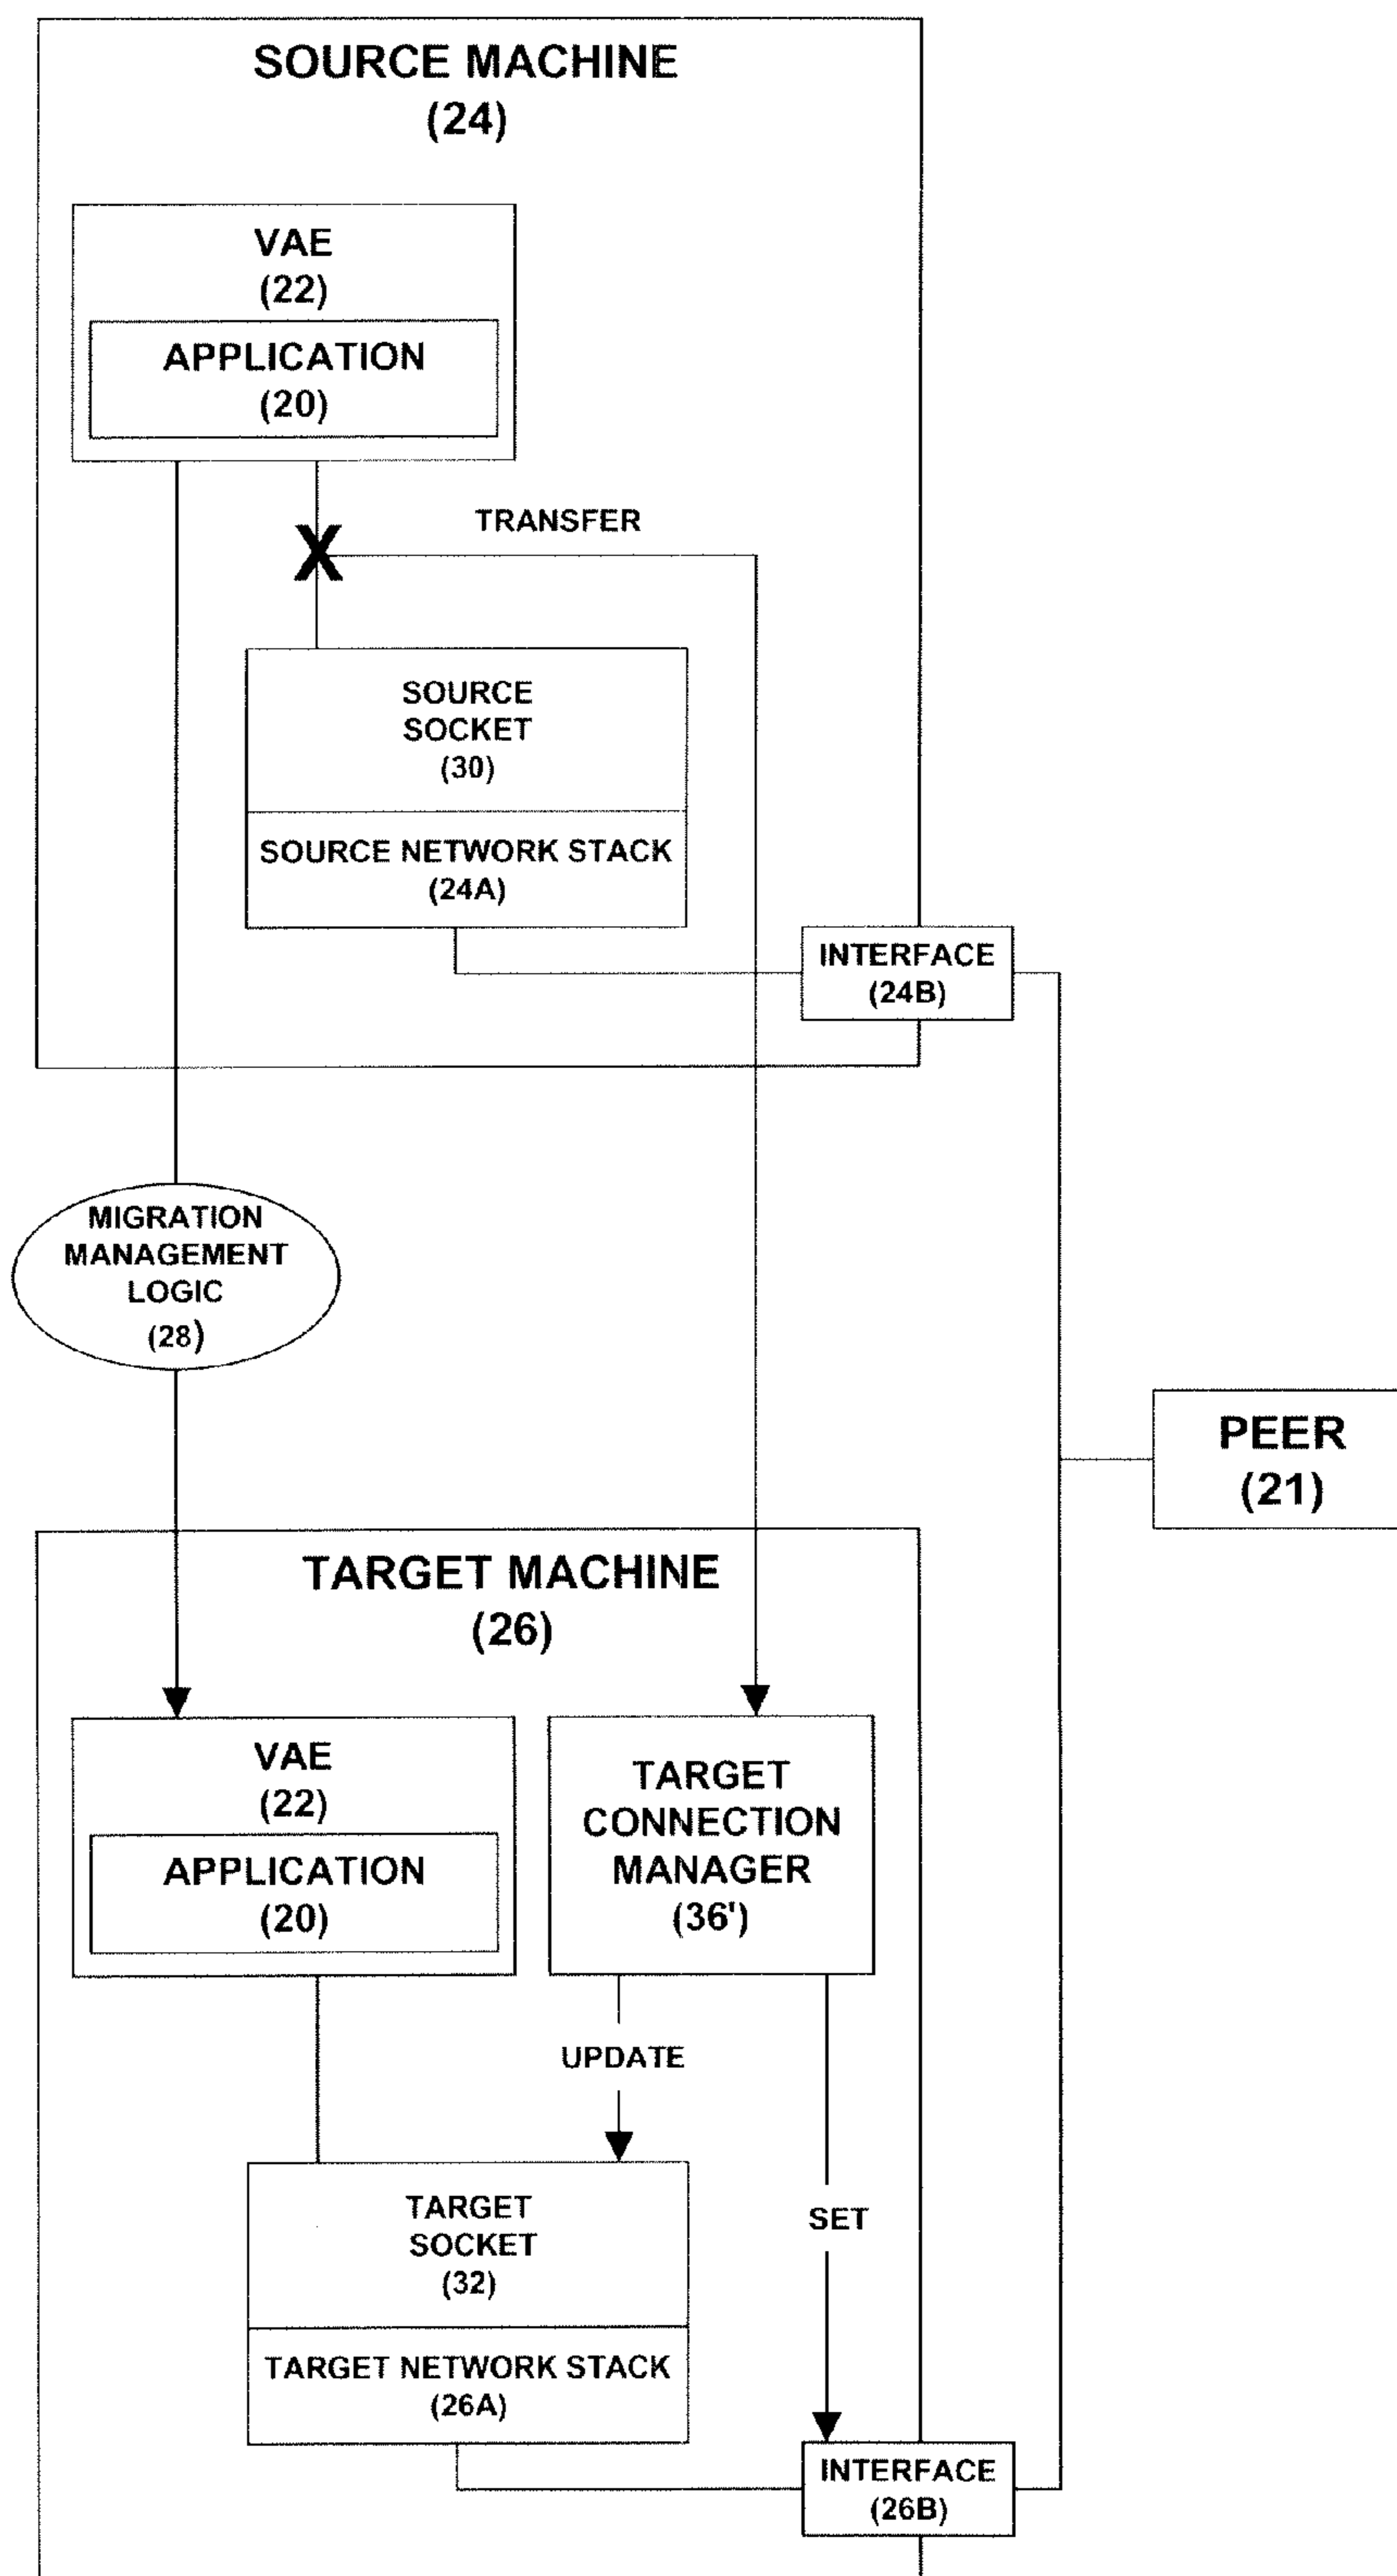 SOURCE MACHINE
(24)
VAE
(22)
APPLICATION
(20)
X
TRANSFER
SOURCE
SOCKET
(30)
SOURCE NETWORK STACK
(24A)
INTERFACE
(24B)
MIGRATION
MANAGEMENT
LOGIC
(28)
PEER
(21)
TARGET MACHINE
(26)
VAE
(22)
APPLICATION
(20)
TARGET
CONNECTION
MANAGER
(36')
UPDATE
TARGET
SOCKET
(32)
SET
TARGET NETWORK STACK
(26A)
INTERFACE
(26B)